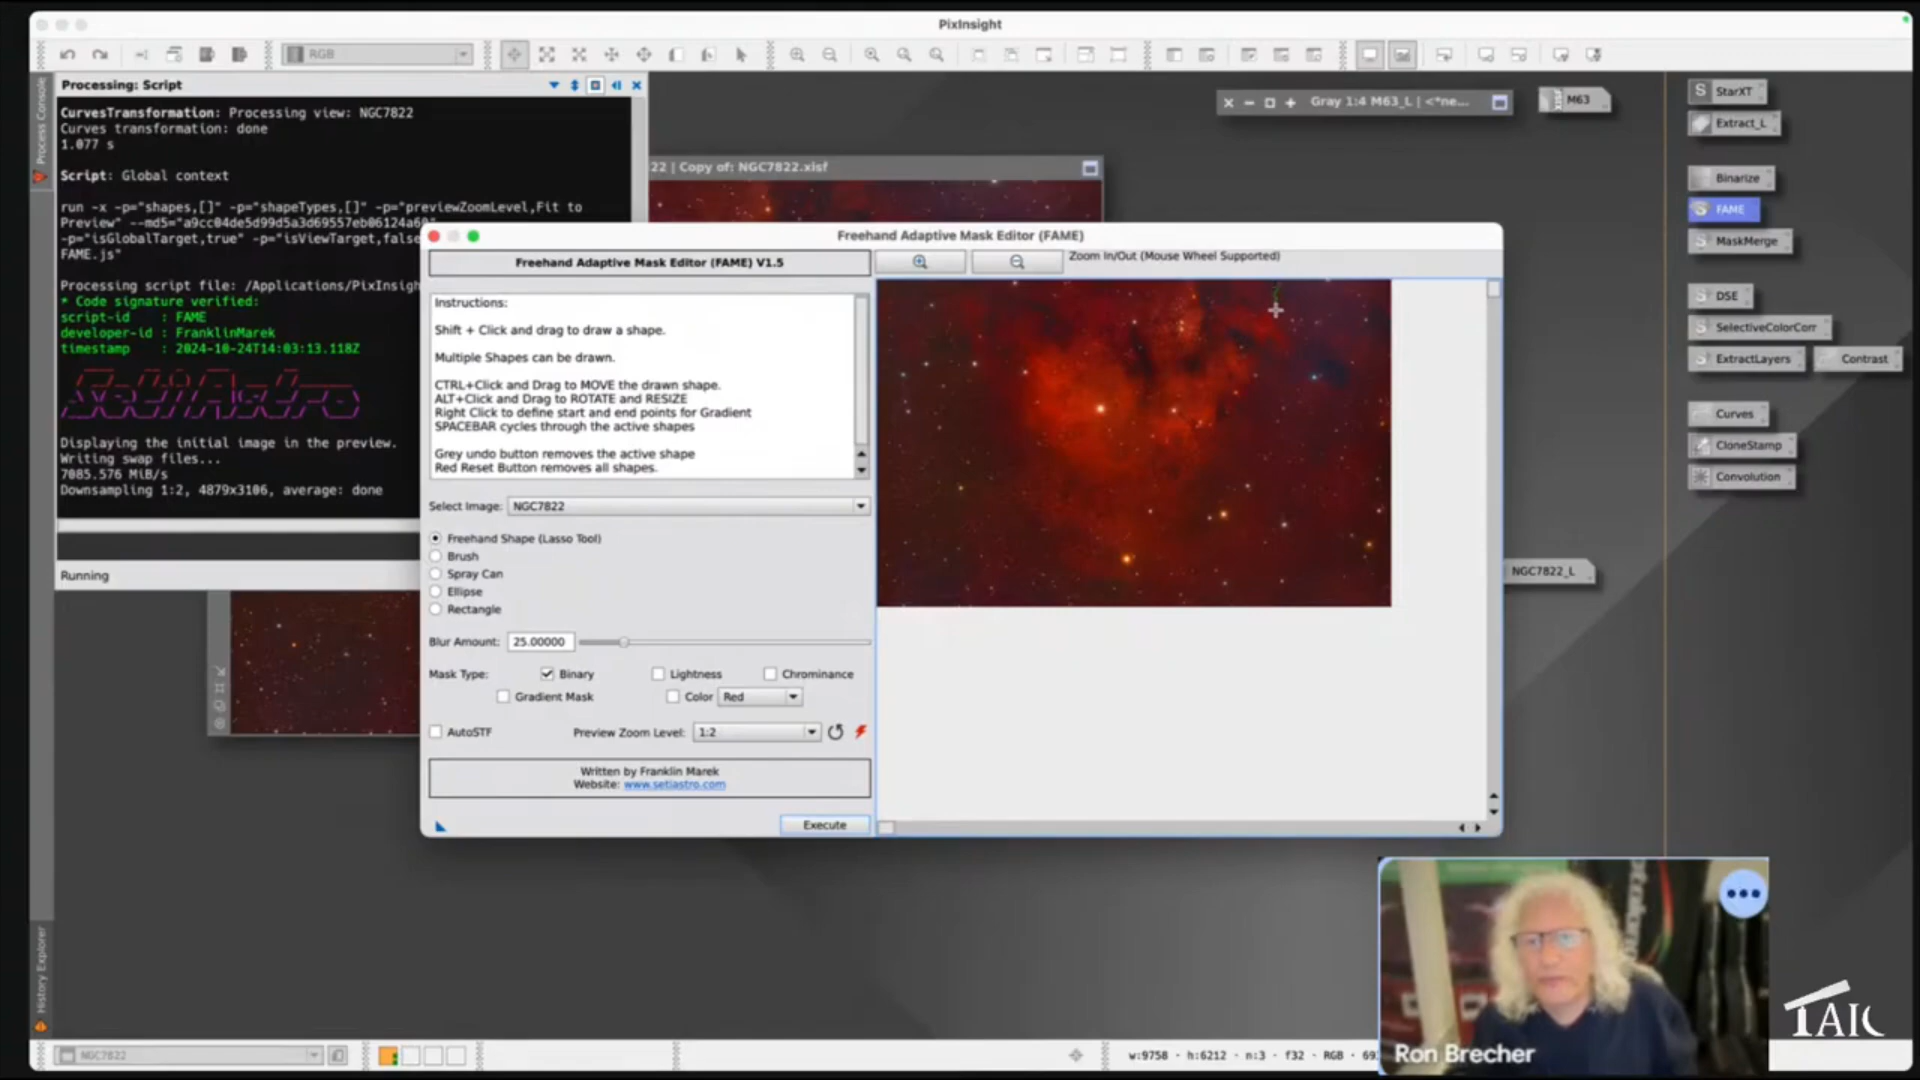 PixInsight
RGB
Process Console
Processing: Script
CurvesTransformation: Processing view: NGC7822
Curves transformation: done
1.077 s
Script: Global context
run -x -p="shapes,[]" -p="shapeTypes,[]" -p="previewZoomLevel,Fit to
Preview" --md5="a9cc04de5d99d5a3d69557eb06124a60"
-p="isGlobalTarget,true" -p="isViewTarget,false
FAME.js"
Processing script file: /Applications/PixInsigh
* Code signature verified:
script-id : FAME
developer-id : FranklinMarek
timestamp : 2024-10-24T14:03:13.118Z
SetiAstro
Displaying the initial image in the preview.
Writing swap files...
7085.576 MiB/s
Downsampling 1:2, 4879x3106, average: done
Running
22 | Copy of: NGC7822.xisf
Gray 1:4 M63_L | <*ne...
M63
StarXT
Extract_L
Binarize
FAME
MaskMerge
DSE
SelectiveColorCorr
ExtractLayers
Contrast
Curves
CloneStamp
Convolution
NGC7822_L
Freehand Adaptive Mask Editor (FAME)
Freehand Adaptive Mask Editor (FAME) V1.5
Zoom In/Out (Mouse Wheel Supported)
Instructions:
Shift + Click and drag to draw a shape.
Multiple Shapes can be drawn.
CTRL+Click and Drag to MOVE the drawn shape.
ALT+Click and Drag to ROTATE and RESIZE
Right Click to define start and end points for Gradient
SPACEBAR cycles through the active shapes
Grey undo button removes the active shape
Red Reset Button removes all shapes.
Select Image: NGC7822
Freehand Shape (Lasso Tool)
Brush
Spray Can
Ellipse
Rectangle
Blur Amount: 25.00000
Mask Type: Binary Lightness Chrominance
Gradient Mask Color Red
AutoSTF Preview Zoom Level: 1:2
Written by Franklin Marek
Website: www.setiastro.com
Execute
History Explorer
NGC7822
w:9758 · h:6212 · n:3 · f32 · RGB · 69
Ron Brecher
TAIC